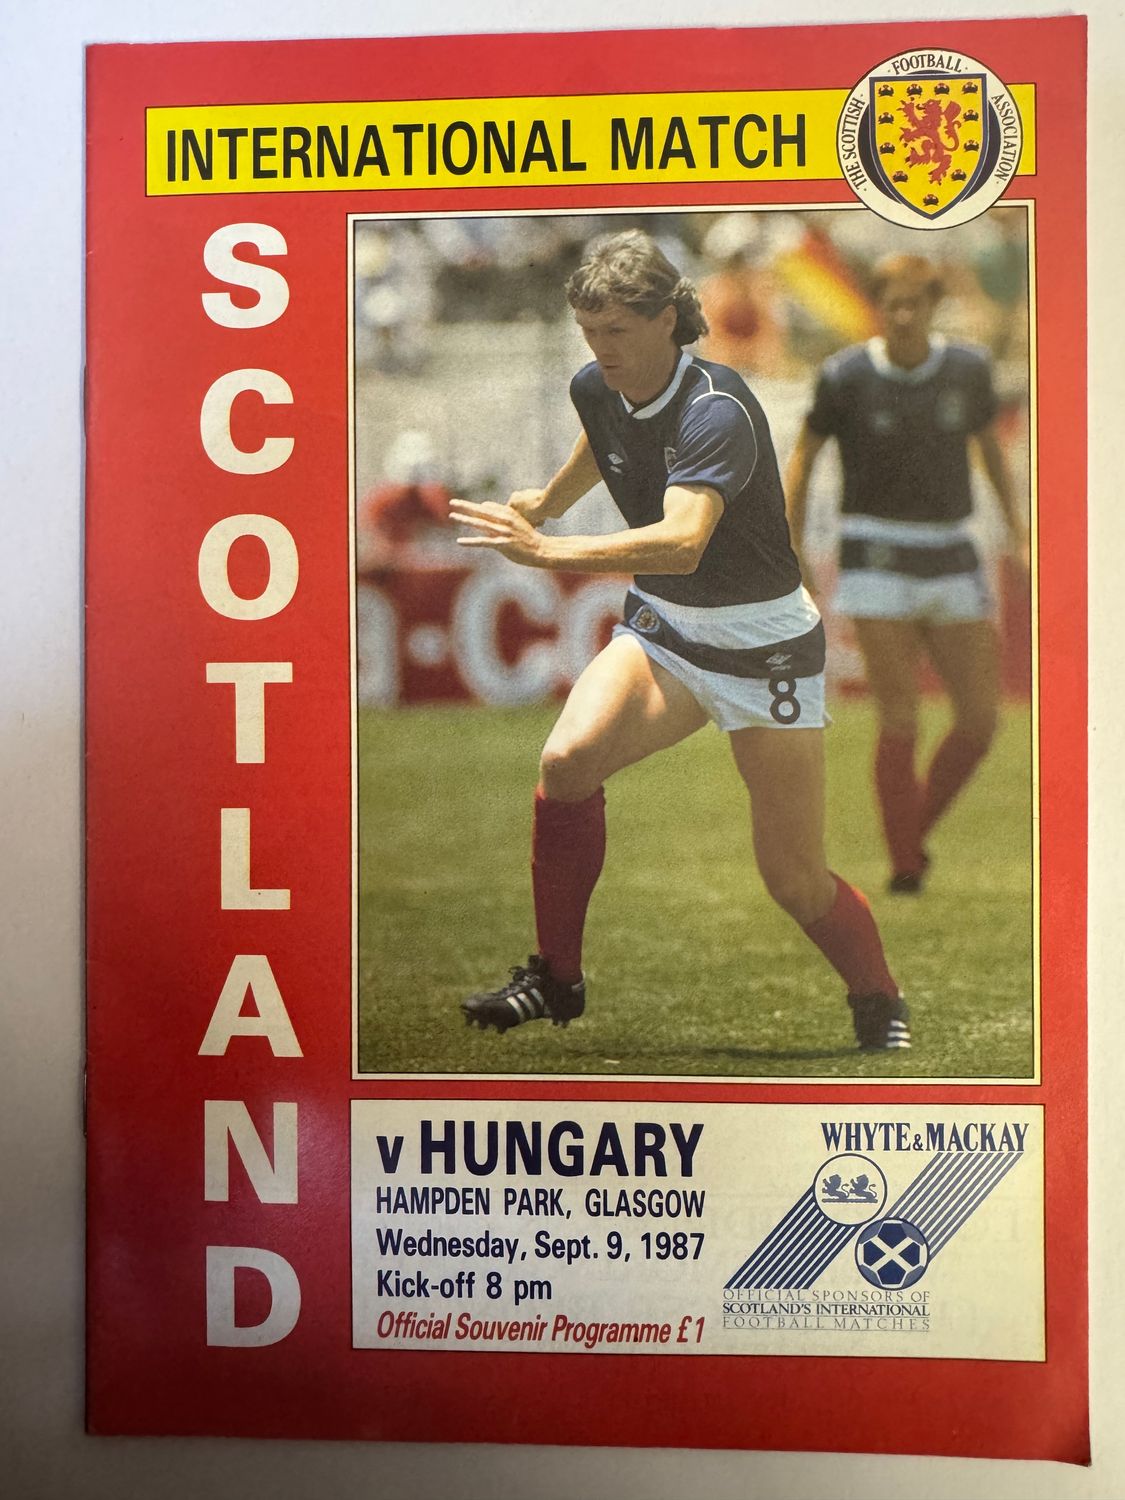 INTERNATIONAL MATCH
THE SCOTTISH · FOOTBALL · ASSOCIATION
SCOTLAND
8
v HUNGARY
HAMPDEN PARK, GLASGOW
Wednesday, Sept. 9, 1987
Kick-off 8 pm
Official Souvenir Programme £1
WHYTE & MACKAY
OFFICIAL SPONSORS OF
SCOTLAND'S INTERNATIONAL
FOOTBALL MATCHES